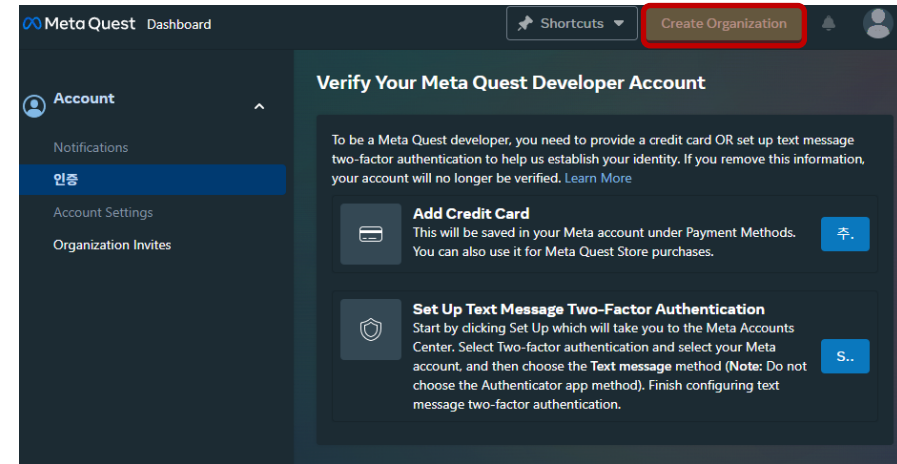 Meta Quest Dashboard
Shortcuts
Create Organization
Account
Notifications
인증
Account Settings
Organization Invites
Verify Your Meta Quest Developer Account
To be a Meta Quest developer, you need to provide a credit card OR set up text message
two-factor authentication to help us establish your identity. If you remove this information,
your account will no longer be verified. Learn More
Add Credit Card
This will be saved in your Meta account under Payment Methods.
You can also use it for Meta Quest Store purchases.
추.
Set Up Text Message Two-Factor Authentication
Start by clicking Set Up which will take you to the Meta Accounts
Center. Select Two-factor authentication and select your Meta
account, and then choose the Text message method (Note: Do not
choose the Authenticator app method). Finish configuring text
message two-factor authentication.
S..